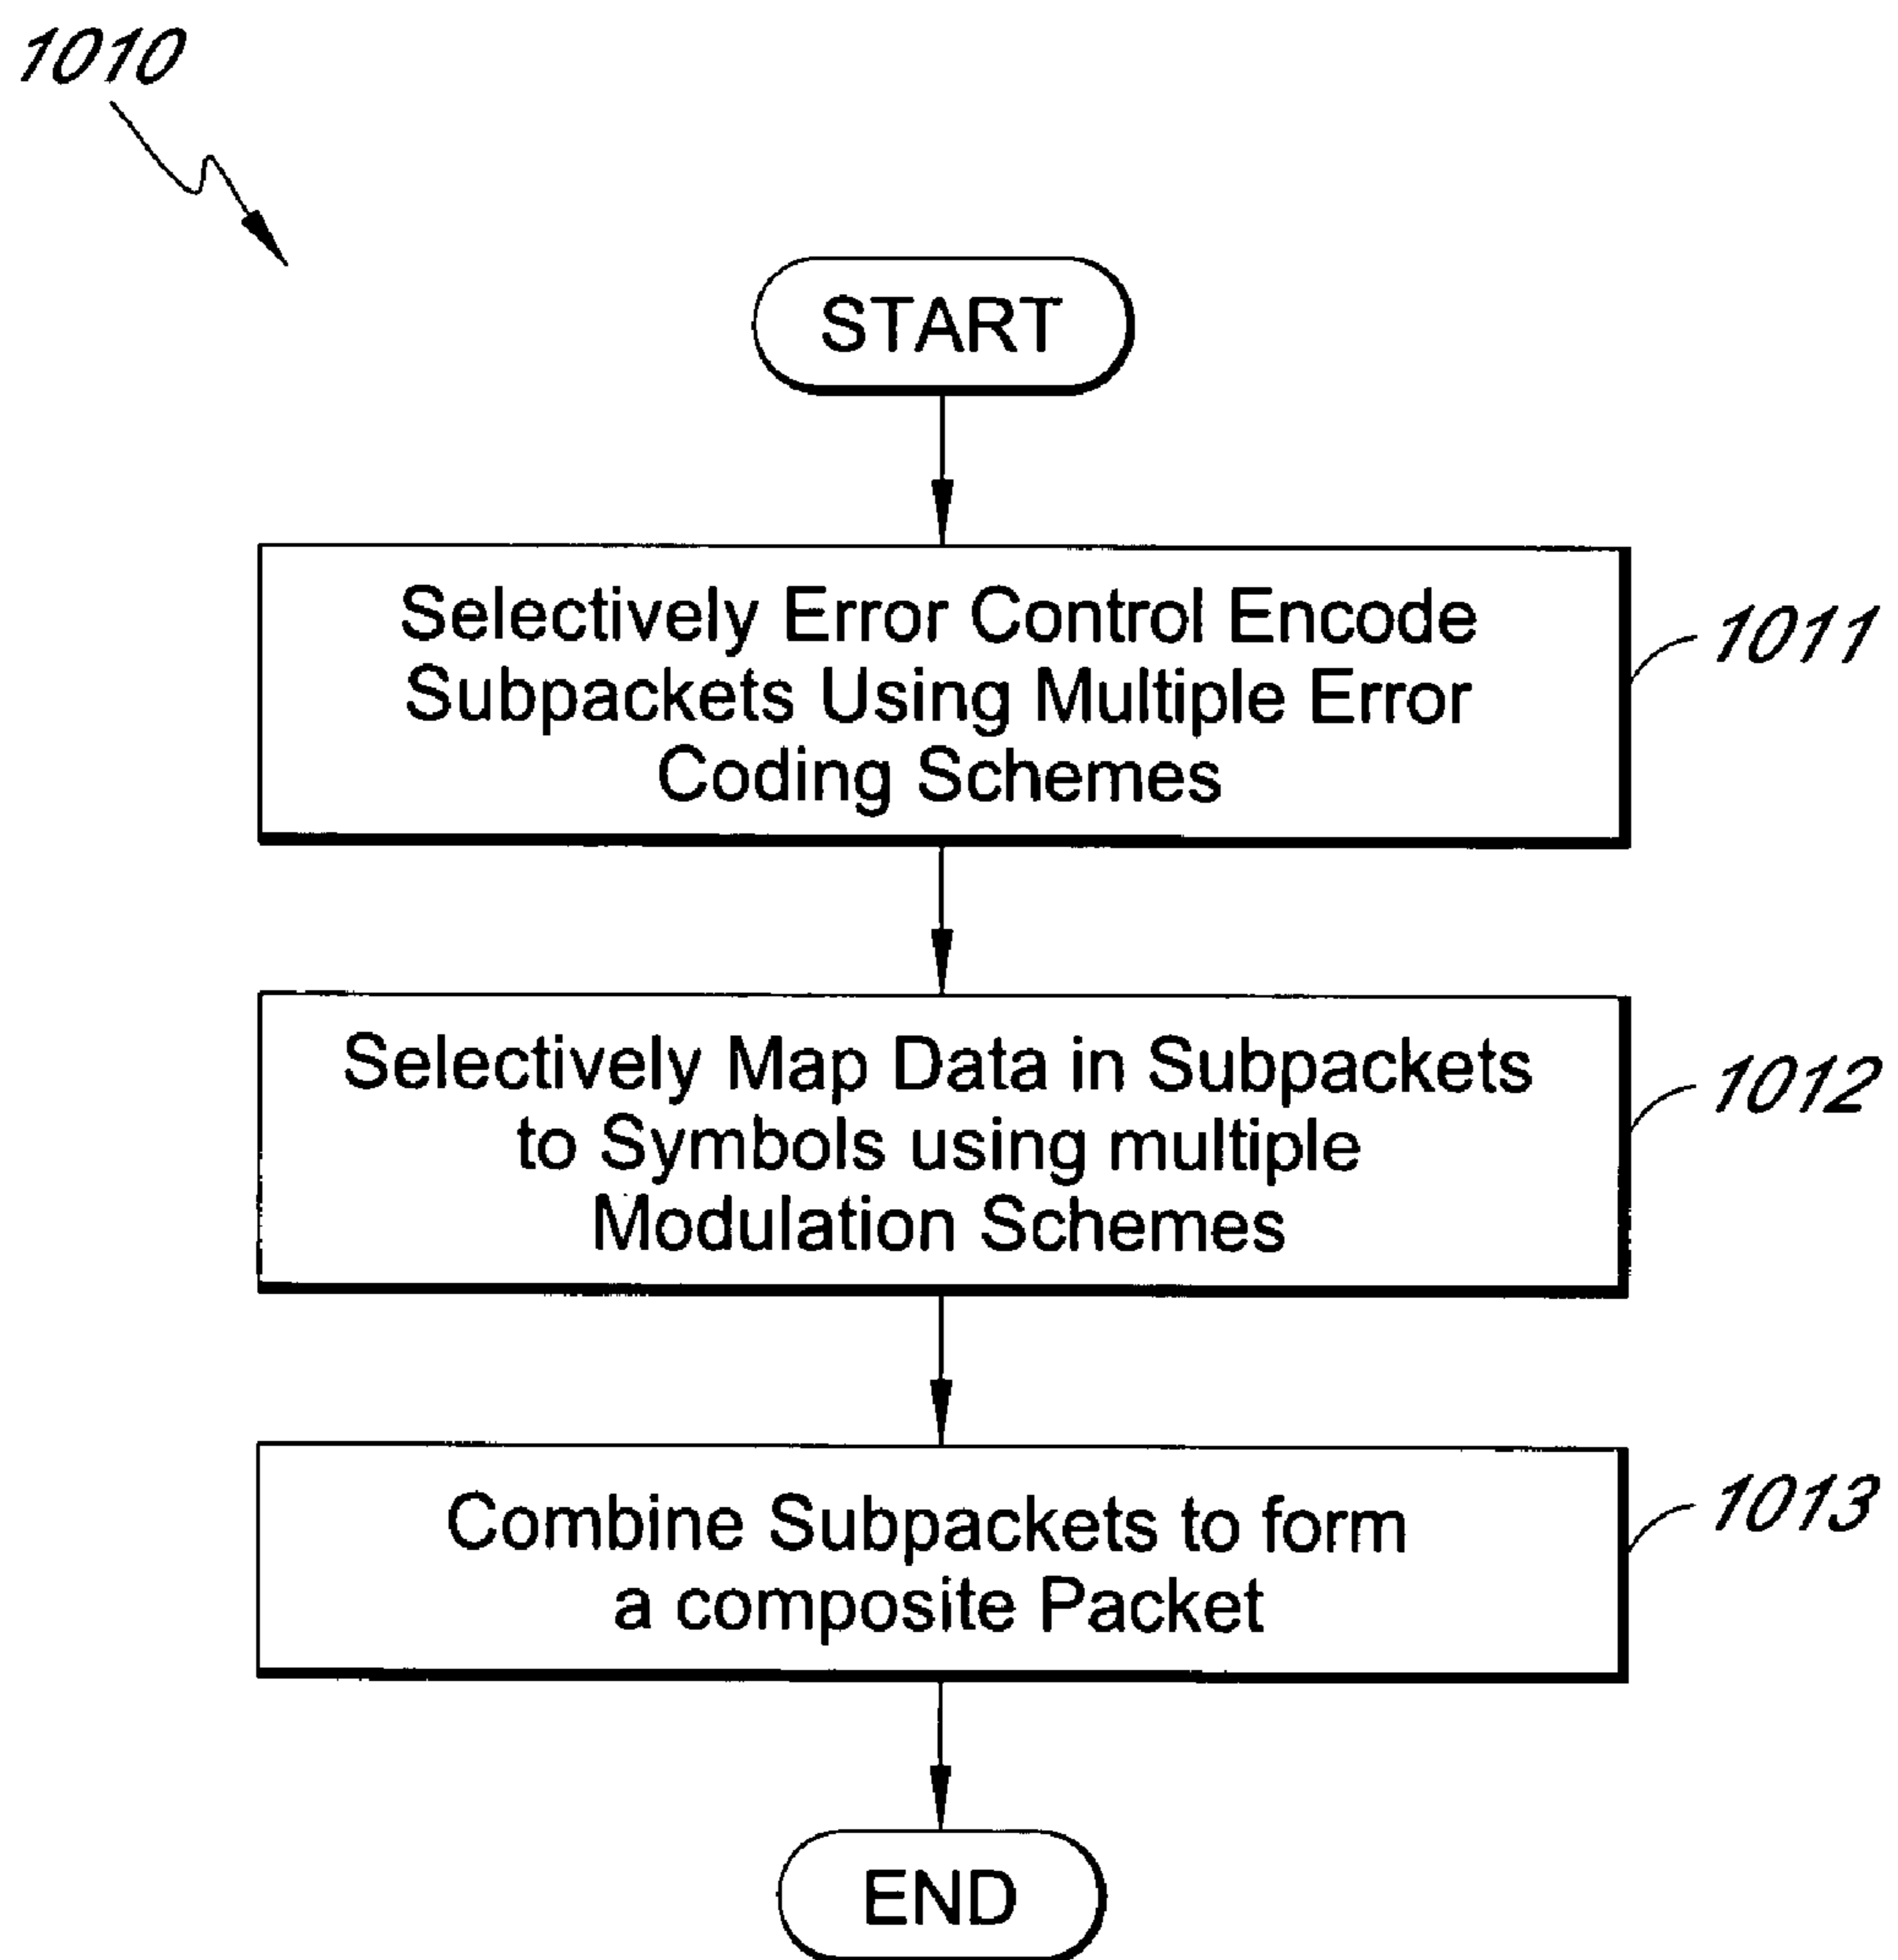 1010
START
Selectively Error Control Encode
Subpackets Using Multiple Error
Coding Schemes
1011
Selectively Map Data in Subpackets
to Symbols using multiple
Modulation Schemes
1012
Combine Subpackets to form
a composite Packet
1013
END